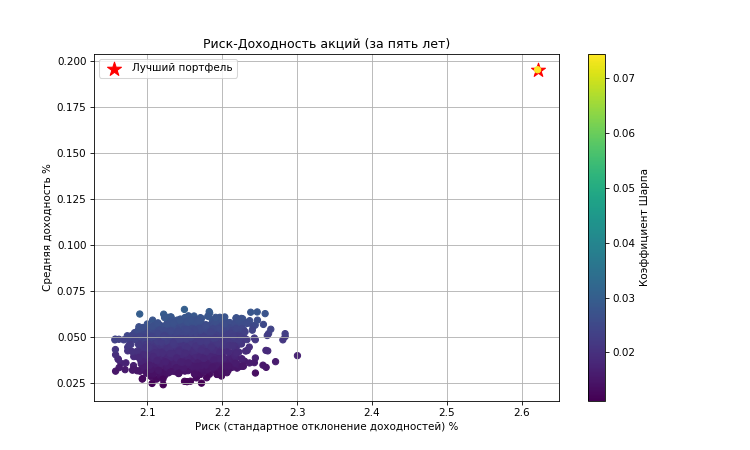 Риск-Доходность акций (за пять лет)
Лучший портфель
Средняя доходность %
0.200
0.175
0.150
0.125
0.100
0.075
0.050
0.025
2.1 2.2 2.3 2.4 2.5 2.6
Риск (стандартное отклонение доходностей) %
0.07
0.06
0.05
0.04
0.03
0.02
Коэффициент Шарпа